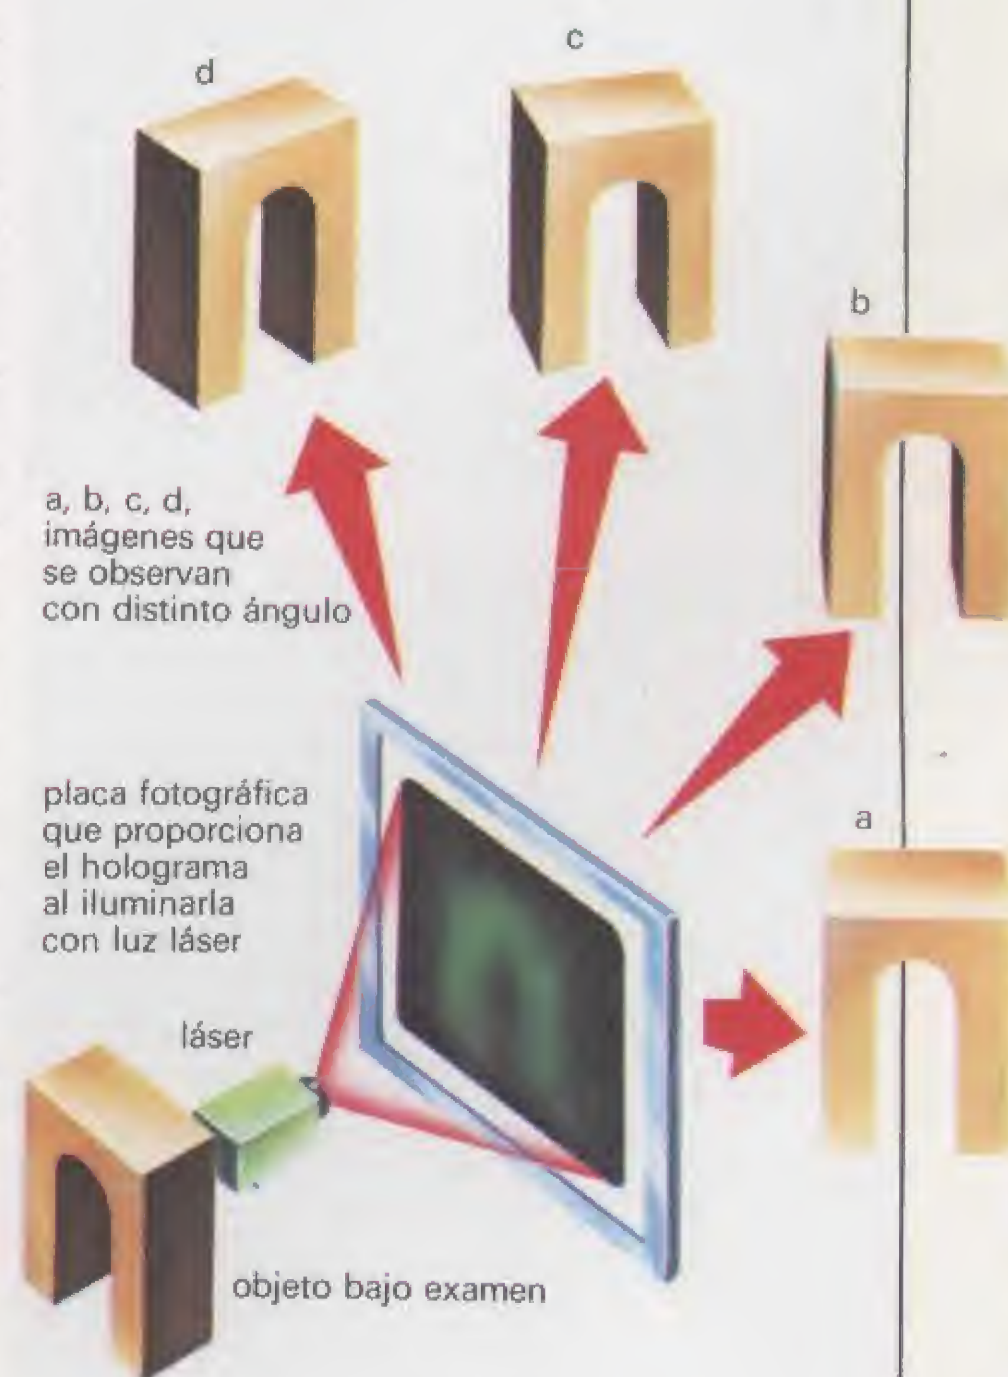 d
c
b
a, b, c, d,
imágenes que
se observan
con distinto ángulo
placa fotográfica
que proporciona
el holograma
al iluminarla
con luz láser
a
láser
objeto bajo examen